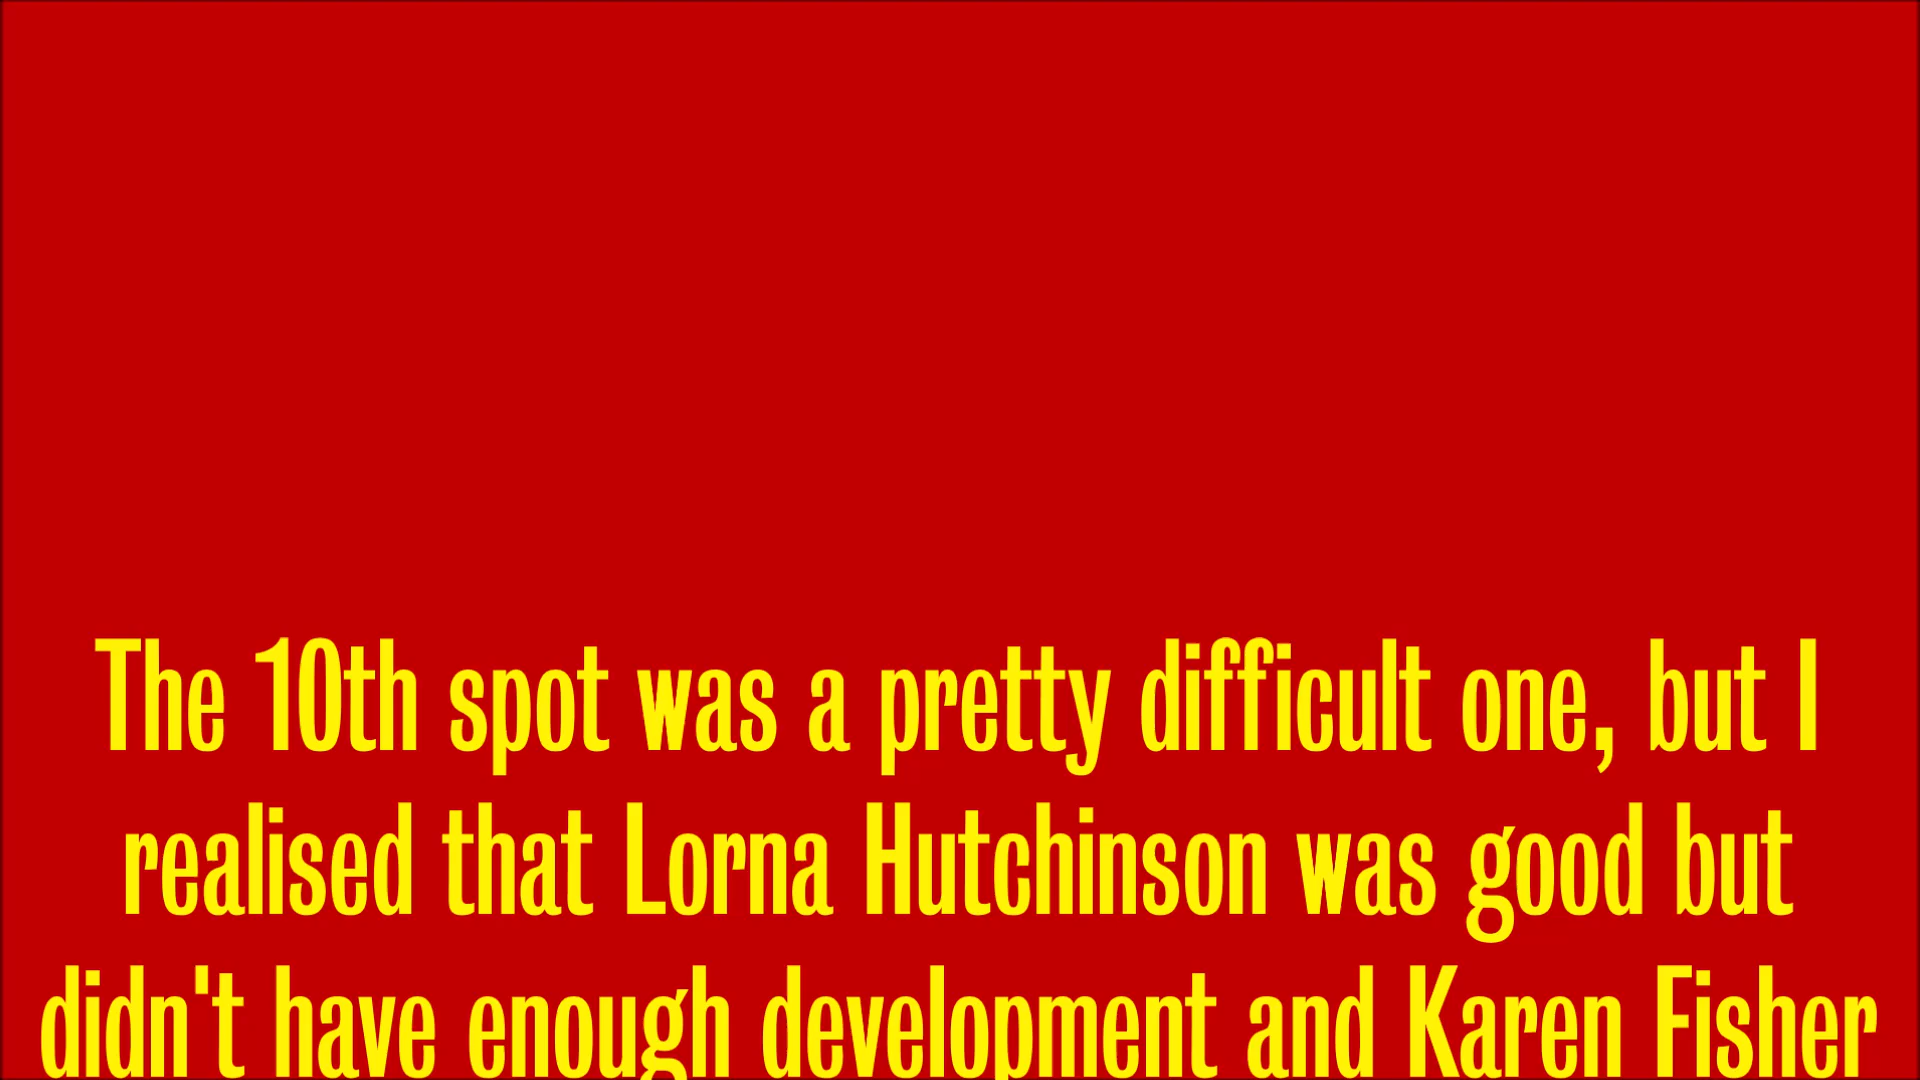 The 10th spot was a pretty difficult one, but I
realised that Lorna Hutchinson was good but
didn't have enough development and Karen Fisher